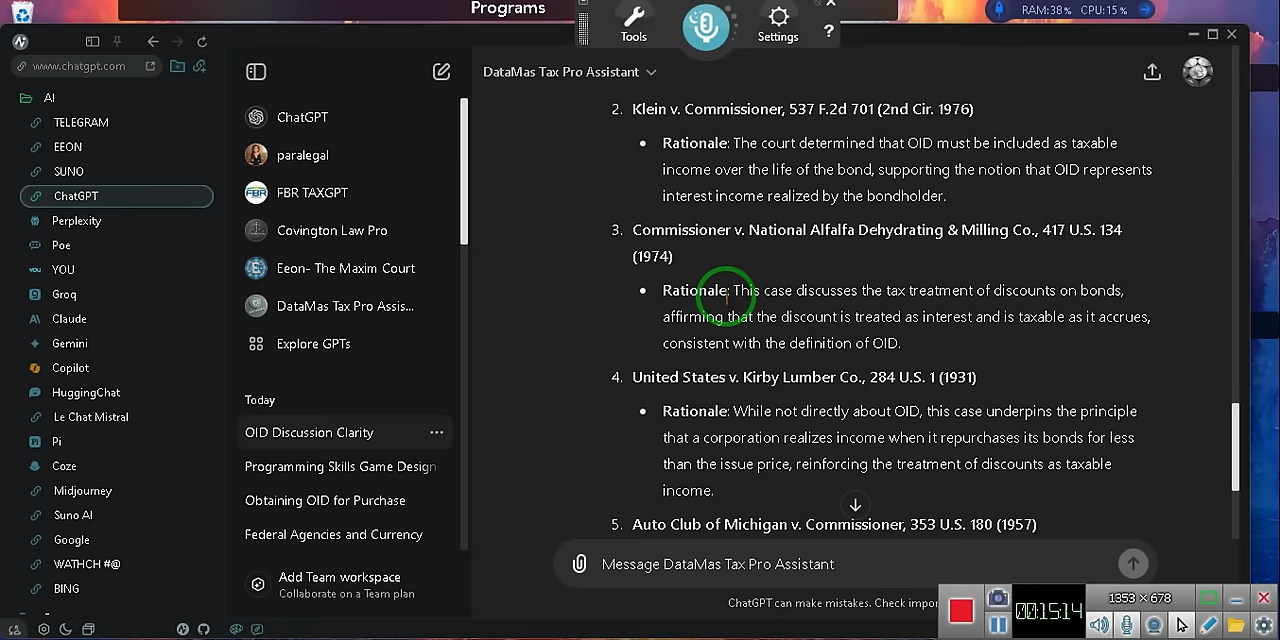 Programs
Tools
Settings
?
RAM:38% CPU:15%
www.chatgpt.com
AI
TELEGRAM
EEON
SUNO
ChatGPT
Perplexity
Poe
YOU
Groq
Claude
Gemini
Copilot
HuggingChat
Le Chat Mistral
Pi
Coze
Midjourney
Suno AI
Google
WATHCH #@
BING
ChatGPT
paralegal
FBR TAXGPT
Covington Law Pro
Eeon- The Maxim Court
DataMas Tax Pro Assis...
Explore GPTs
Today
OID Discussion Clarity
Programming Skills Game Design
Obtaining OID for Purchase
Federal Agencies and Currency
Add Team workspace
Collaborate on a Team plan
DataMas Tax Pro Assistant
2. Klein v. Commissioner, 537 F.2d 701 (2nd Cir. 1976)
Rationale: The court determined that OID must be included as taxable
income over the life of the bond, supporting the notion that OID represents
interest income realized by the bondholder.
3. Commissioner v. National Alfalfa Dehydrating & Milling Co., 417 U.S. 134
(1974)
Rationale: This case discusses the tax treatment of discounts on bonds,
affirming that the discount is treated as interest and is taxable as it accrues,
consistent with the definition of OID.
4. United States v. Kirby Lumber Co., 284 U.S. 1 (1931)
Rationale: While not directly about OID, this case underpins the principle
that a corporation realizes income when it repurchases its bonds for less
than the issue price, reinforcing the treatment of discounts as taxable
income.
5. Auto Club of Michigan v. Commissioner, 353 U.S. 180 (1957)
Message DataMas Tax Pro Assistant
ChatGPT can make mistakes. Check impor
00:15:14
1353 × 678